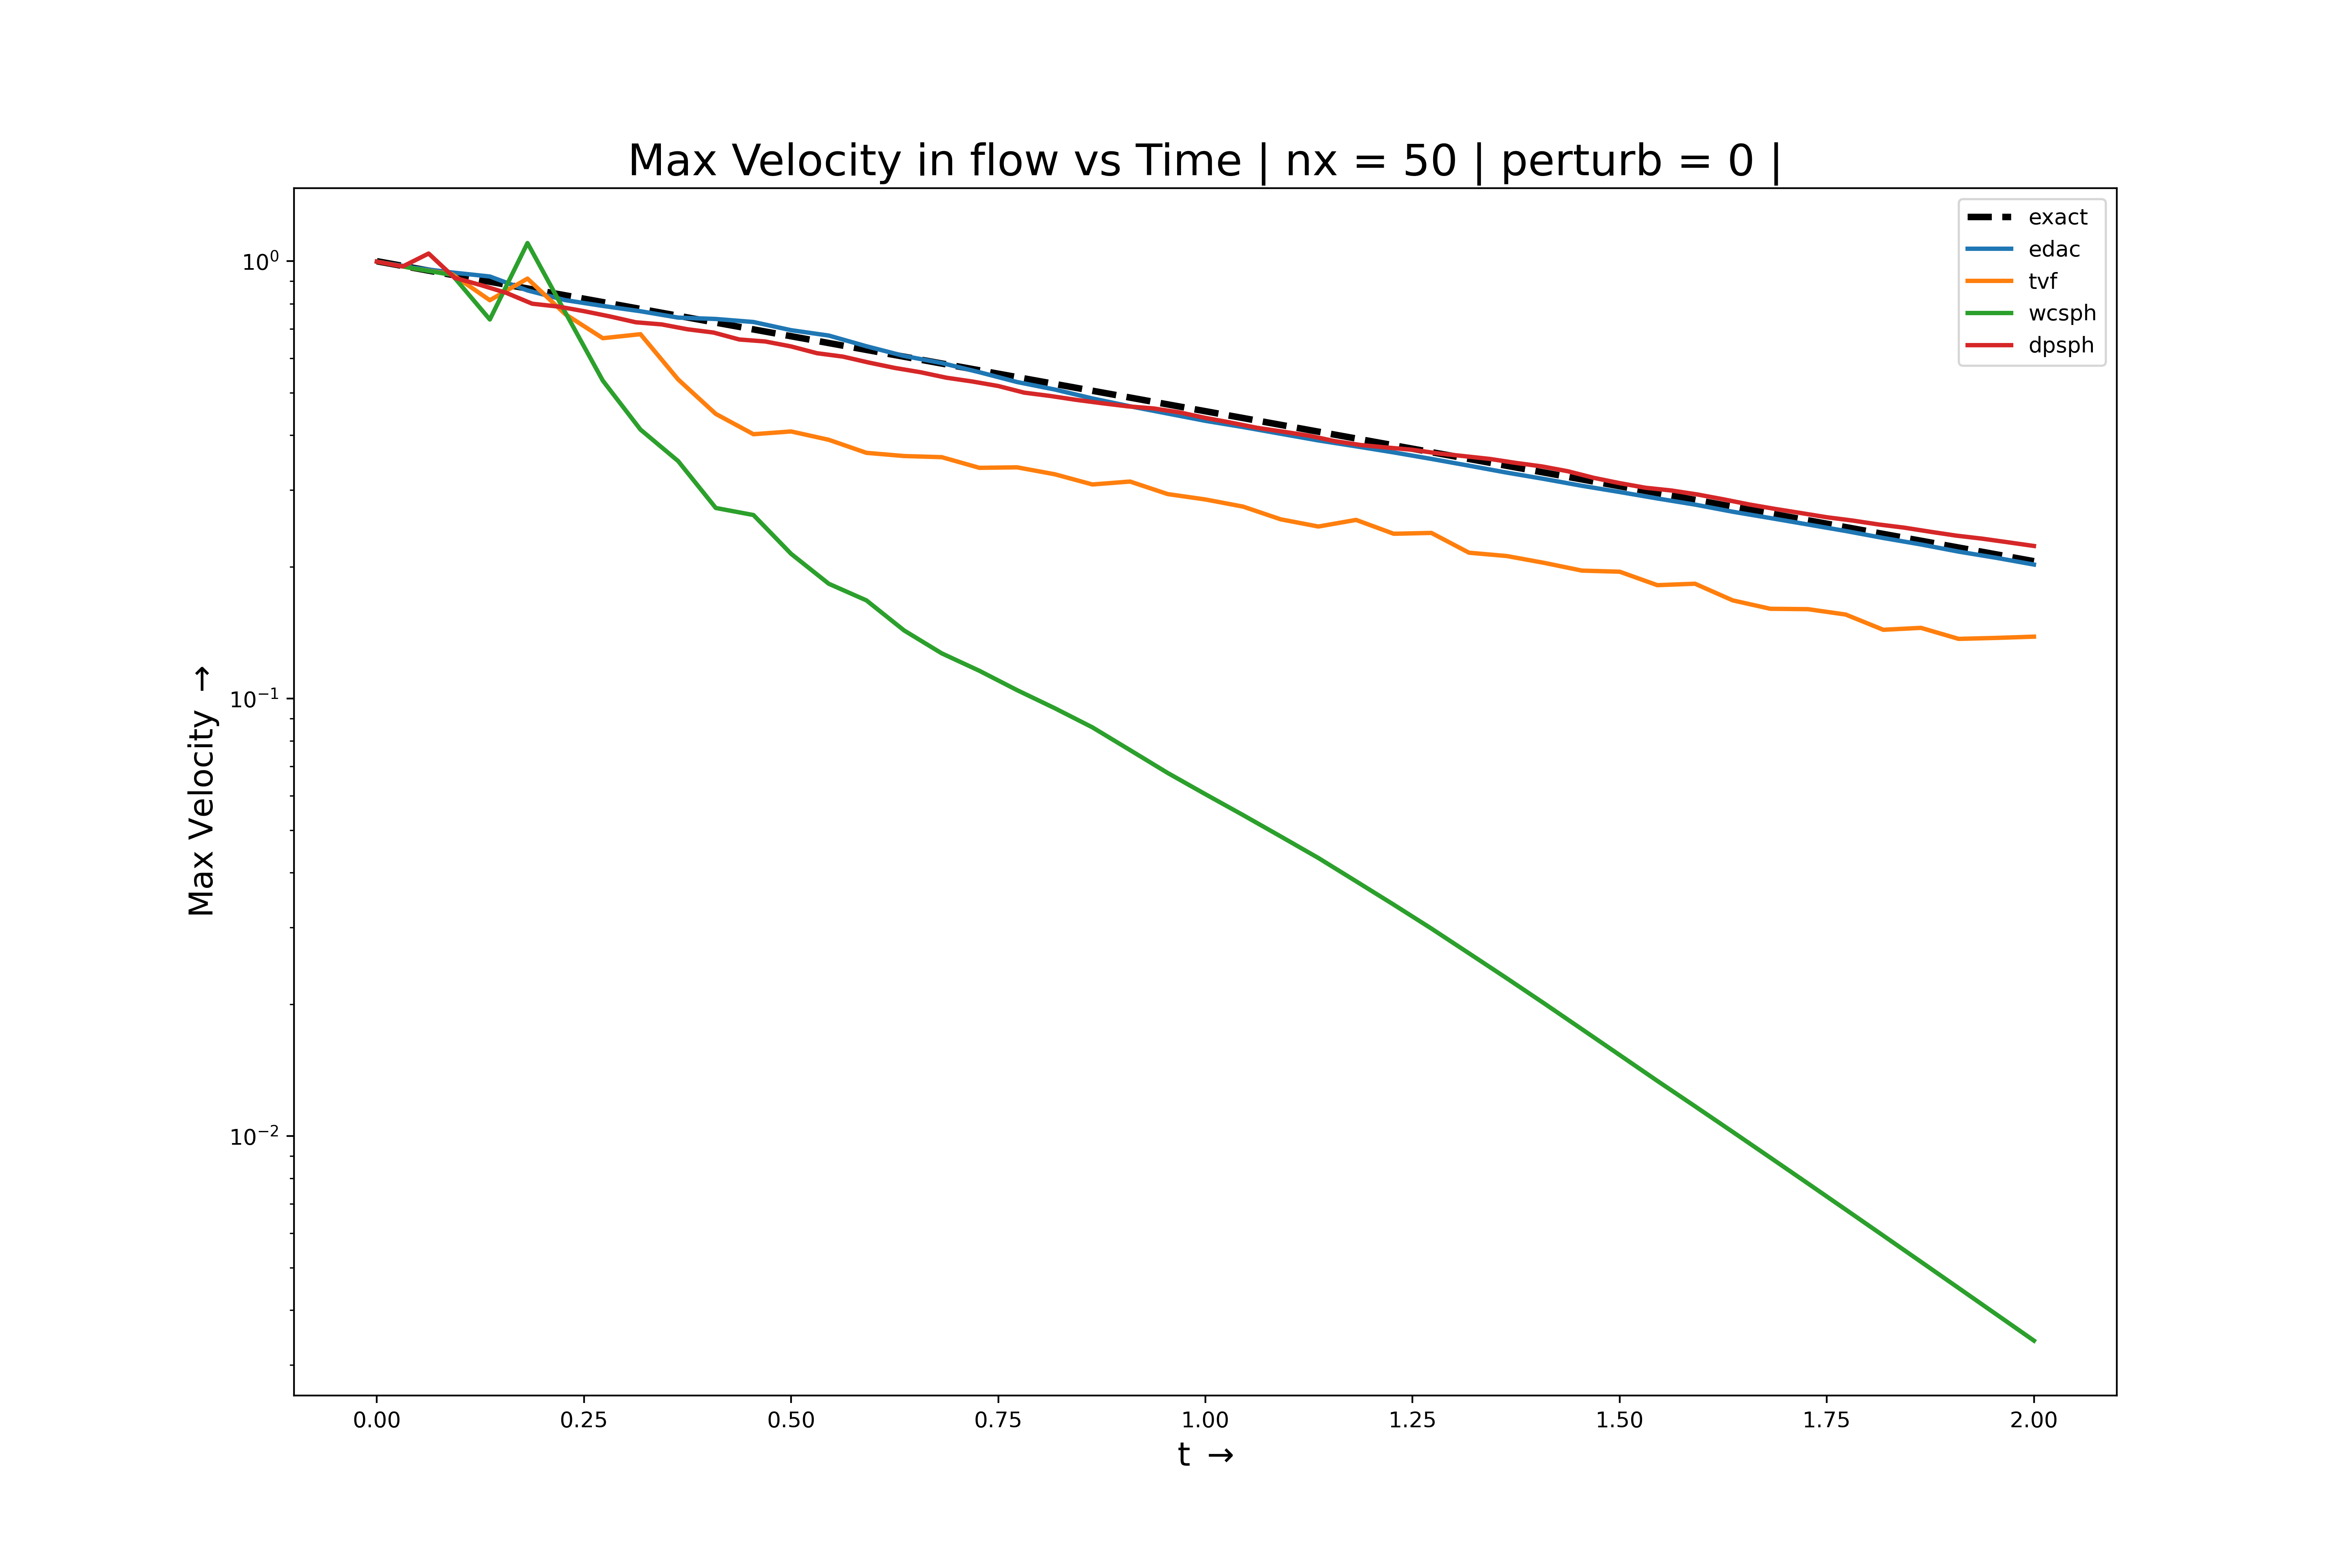 Max Velocity in flow vs Time | nx = 50 | perturb = 0 |
exact
edac
tvf
wcsph
dpsph
Max Velocity →
10⁰
10⁻¹
10⁻²
0.00 0.25 0.50 0.75 1.00 1.25 1.50 1.75 2.00
t →